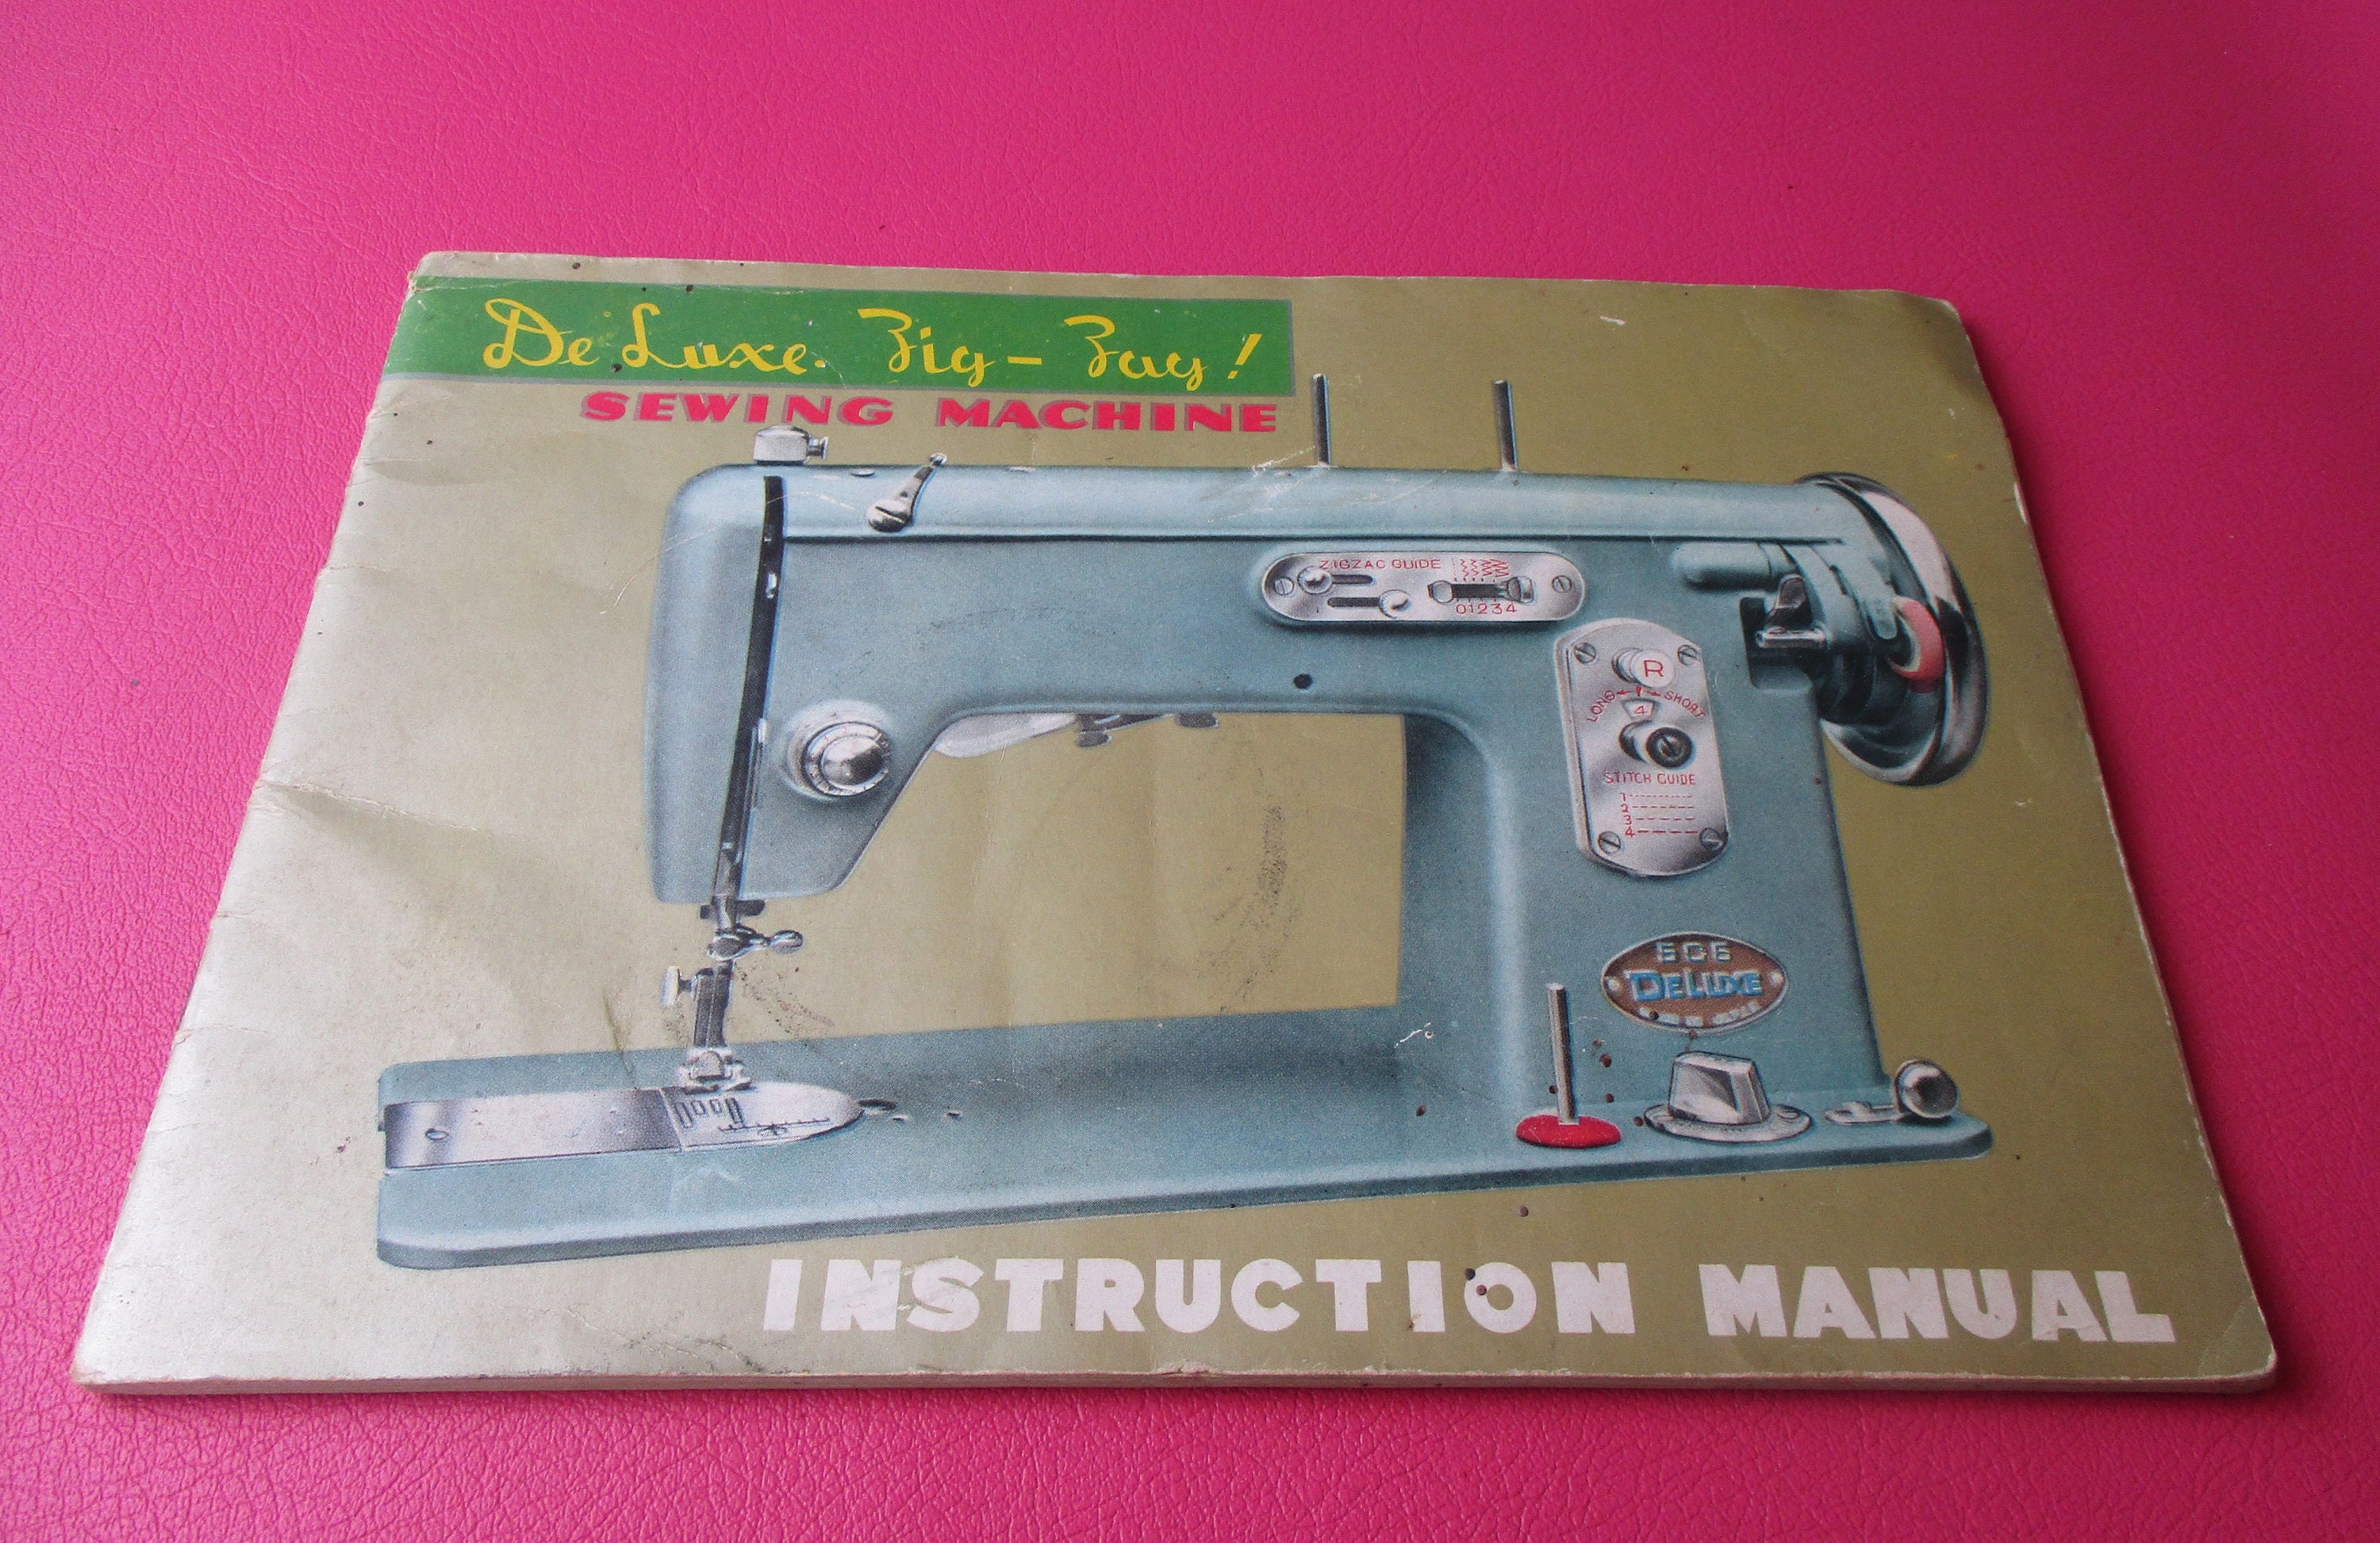 De Luxe Zig-Zag!
SEWING MACHINE
ZIGZAG GUIDE
01234
R
LONG SHORT
4
STITCH GUIDE
1
2
3
4
DELUXE
INSTRUCTION MANUAL